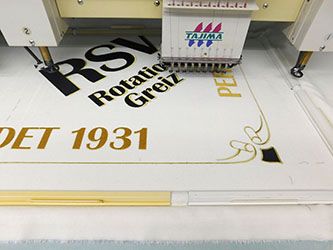 TAJIMA
RSV
Rotation
Greiz
PE
DET 1931